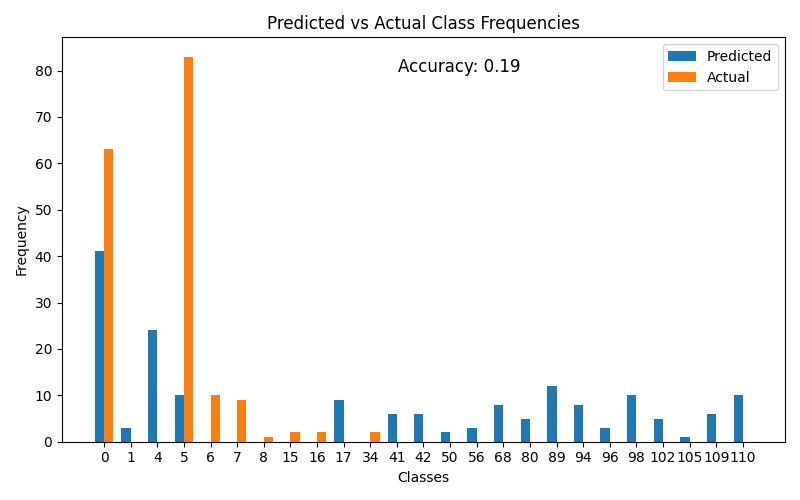 Predicted vs Actual Class Frequencies
Accuracy: 0.19
Predicted
Actual
Frequency
80
70
60
50
40
30
20
10
0
0 1 4 5 6 7 8 15 16 17 34 41 42 50 56 68 80 89 94 96 98 102 105 109 110
Classes